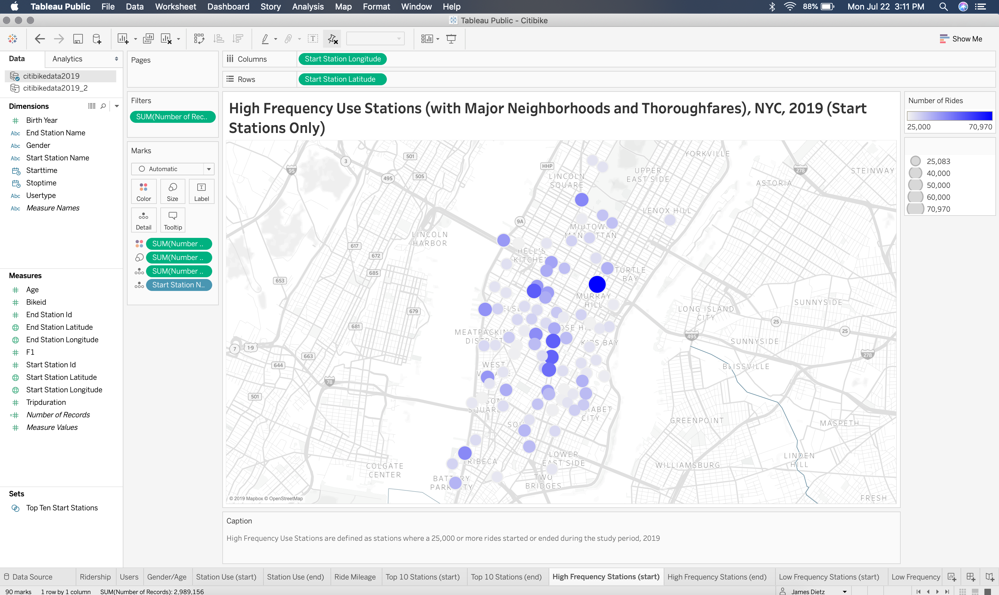 Tableau Public File Data Worksheet Dashboard Story Analysis Map Format Window Help 88% Mon Jul 22 3:11 PM
Tableau Public - Citibike
Show Me
Data Analytics
citibikedata2019
citibikedata2019_2
Dimensions
Birth Year
Abc End Station Name
Abc Gender
Abc Start Station Name
Starttime
Stoptime
Abc Usertype
Abc Measure Names
Measures
Age
Bikeid
End Station Id
End Station Latitude
End Station Longitude
F1
Start Station Id
Start Station Latitude
Start Station Longitude
Tripduration
Number of Records
Measure Values
Sets
Top Ten Start Stations
Pages
Filters
SUM(Number of Rec..
Marks
Automatic
Color Size Label
Detail Tooltip
SUM(Number ..
SUM(Number ..
SUM(Number ..
Start Station N..
Columns Start Station Longitude
Rows Start Station Latitude
High Frequency Use Stations (with Major Neighborhoods and Thoroughfares), NYC, 2019 (Start
Stations Only)
YORKVILLE
501
3
HHP
95
278
UPPER
EAST SIDE
STEINWAY
LINCOLN
SQUARE
505
495
ASTORIA
LENOX HILL
9A
MIDTOWN
MANHATTAN
LINCOLN
HARBOR
617
HELL'S
672
685
TURTLE
BAY
653
MURRAY
HILL
SUNNYSIDE
679
LONG ISLAND
CITY
25
681
25
MEATPACKING
495
SUNNYSIDE
7
1-9
663
278
644
WEST
BLISSVILLE
78
501
SQUARE
CITY
GREENPOINT
MASPETH
LOWER
EAST SIDE
LINDEN
HILL
TRIBECA
COLGATE
CENTER
WILLIAMSBURG
TWO
BRIDGES
FRESH
© 2019 Mapbox © OpenStreetMap
Number of Rides
25,000 70,970
25,083
40,000
50,000
60,000
70,970
Caption
High Frequency Use Stations are defined as stations where a 25,000 or more rides started or ended during the study period, 2019
Data Source Ridership Users Gender/Age Station Use (start) Station Use (end) Ride Mileage Top 10 Stations (start) Top 10 Stations (end) High Frequency Stations (start) High Frequency Stations (end) Low Frequency Stations (start) Low Frequency
90 marks 1 row by 1 column SUM(Number of Records): 2,989,156 James Dietz